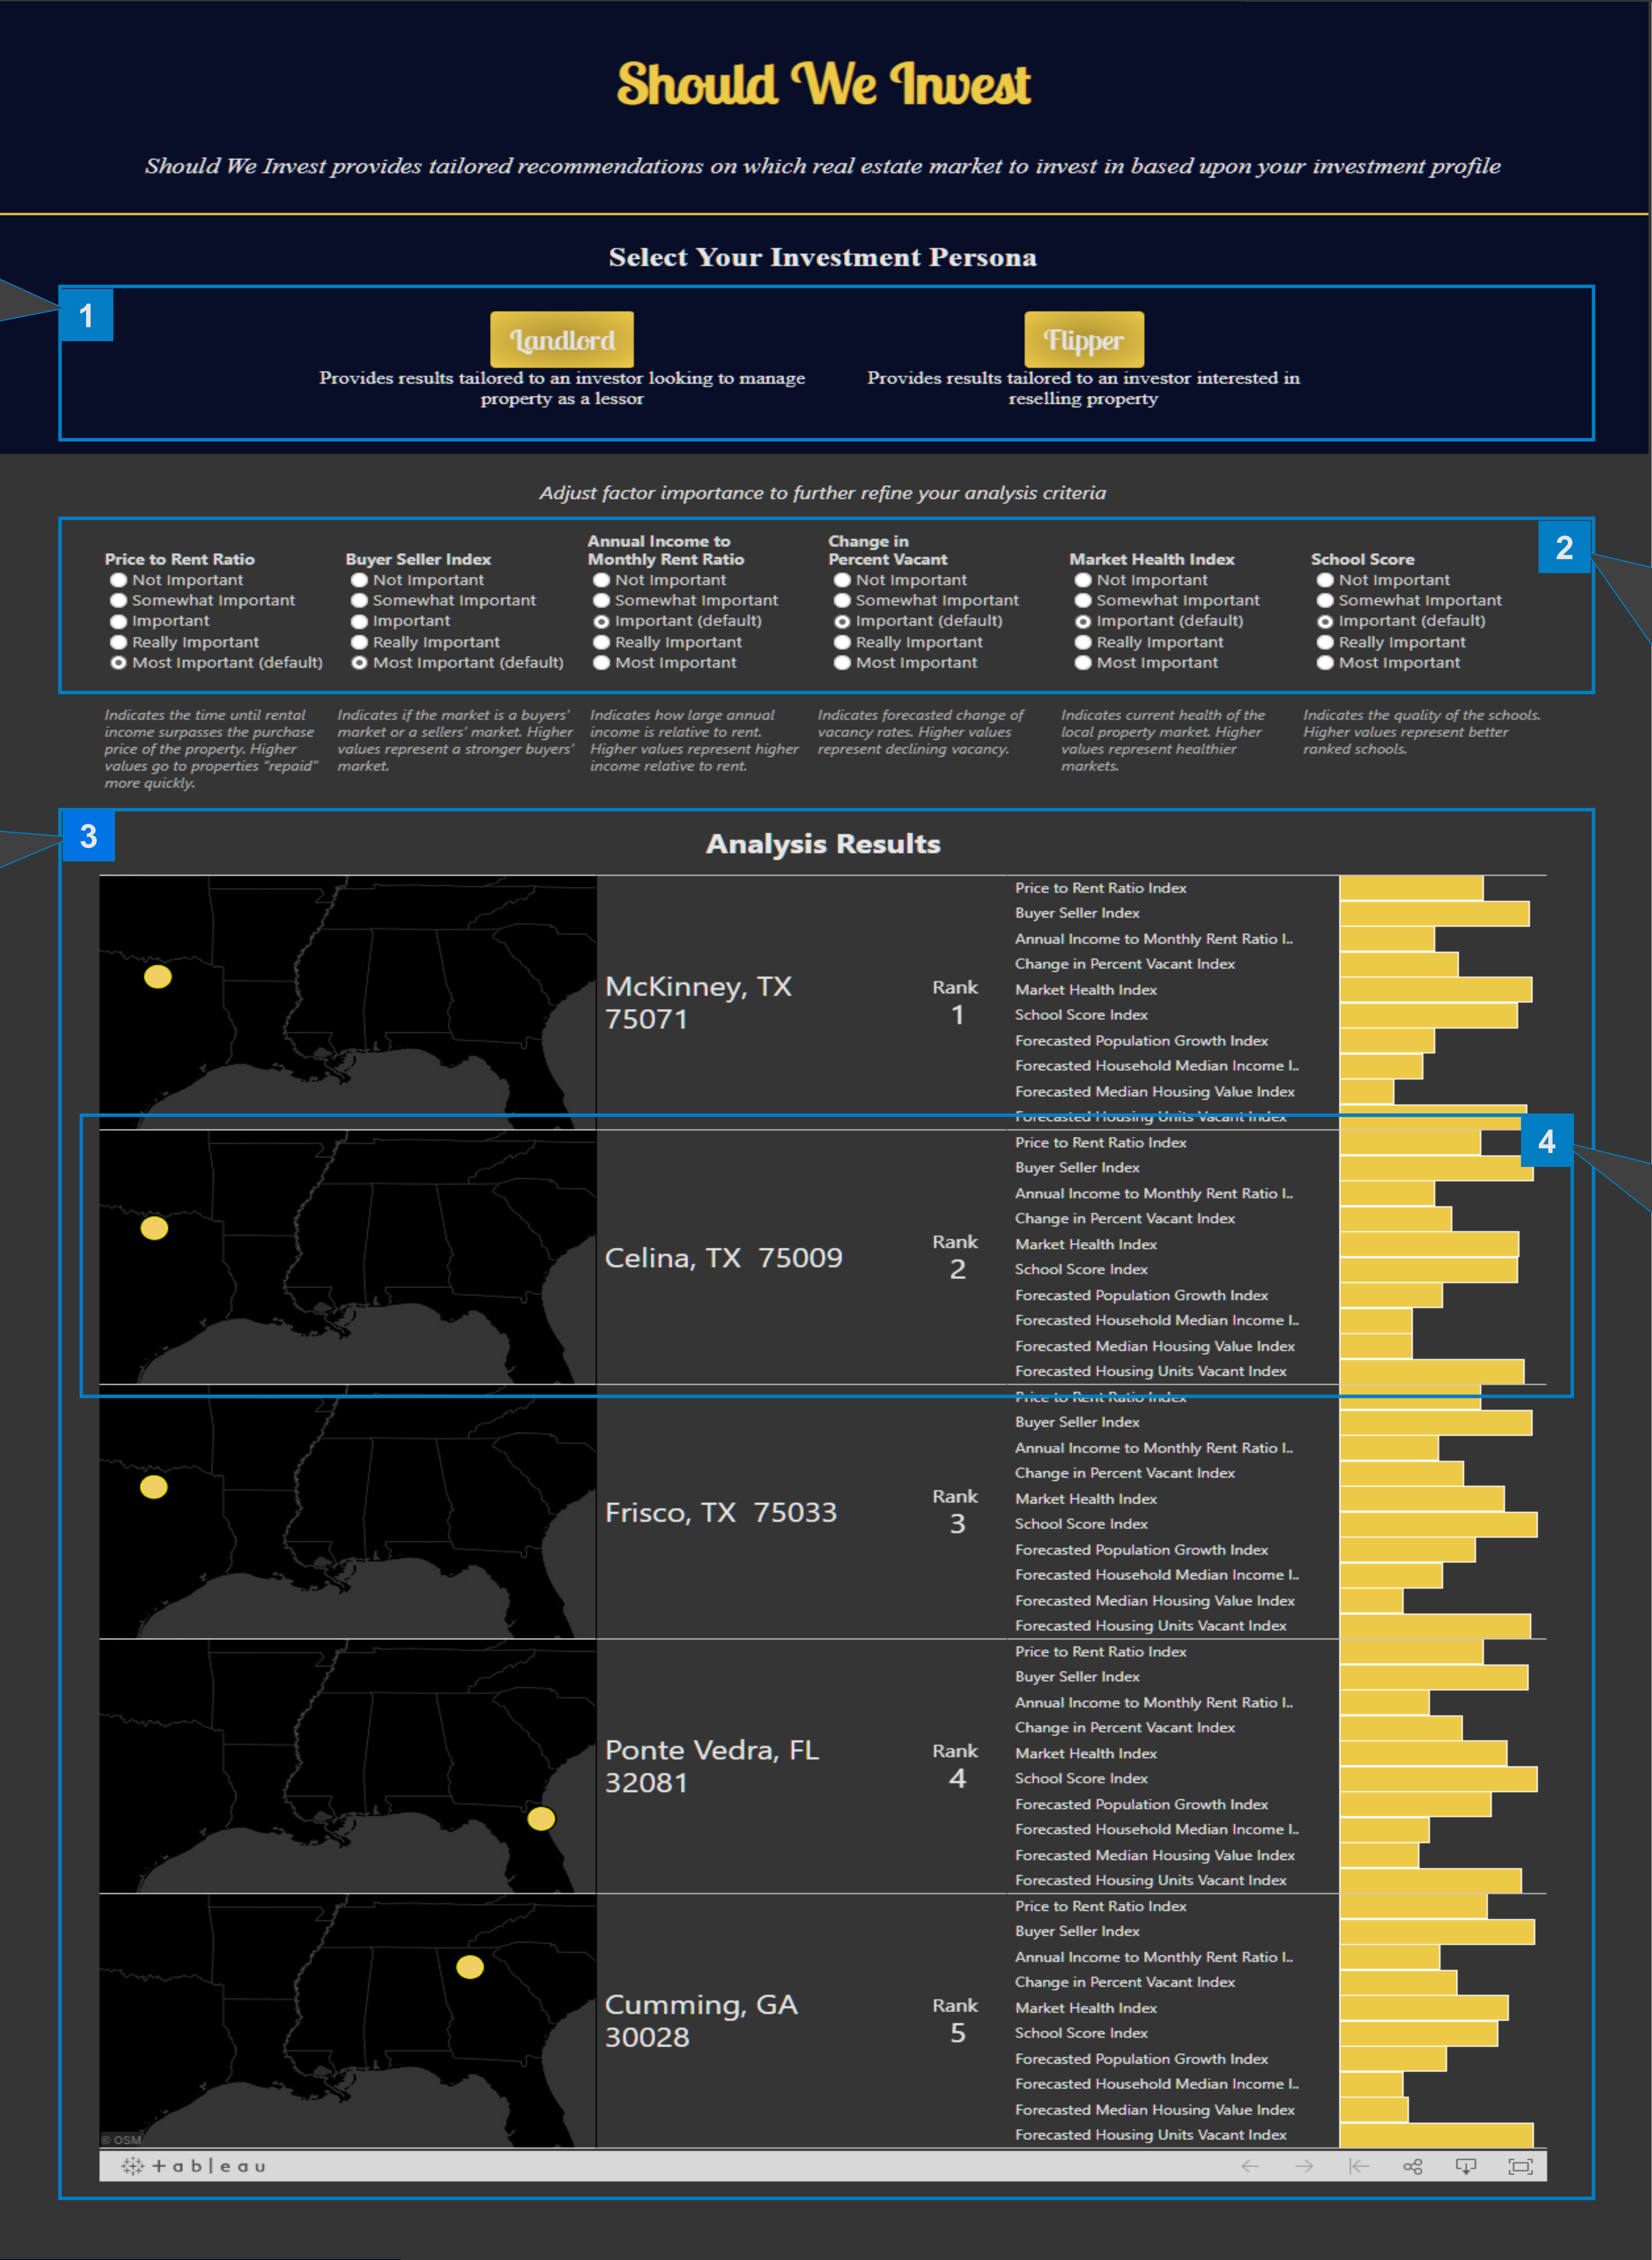 Should We Invest
Should We Invest provides tailored recommendations on which real estate market to invest in based upon your investment profile
Select Your Investment Persona
1
Landlord
Provides results tailored to an investor looking to manage
property as a lessor
Flipper
Provides results tailored to an investor interested in
reselling property
Adjust factor importance to further refine your analysis criteria
2
Price to Rent Ratio
Not Important
Somewhat Important
Important
Really Important
Most Important (default)
Buyer Seller Index
Not Important
Somewhat Important
Important
Really Important
Most Important (default)
Annual Income to
Monthly Rent Ratio
Not Important
Somewhat Important
Important (default)
Really Important
Most Important
Change in
Percent Vacant
Not Important
Somewhat Important
Important (default)
Really Important
Most Important
Market Health Index
Not Important
Somewhat Important
Important (default)
Really Important
Most Important
School Score
Not Important
Somewhat Important
Important (default)
Really Important
Most Important
Indicates the time until rental
income surpasses the purchase
price of the property. Higher
values go to properties "repaid"
more quickly.
Indicates if the market is a buyers'
market or a sellers' market. Higher
values represent a stronger buyers'
market.
Indicates how large annual
income is relative to rent.
Higher values represent higher
income relative to rent.
Indicates forecasted change of
vacancy rates. Higher values
represent declining vacancy.
Indicates current health of the
local property market. Higher
values represent healthier
markets.
Indicates the quality of the schools.
Higher values represent better
ranked schools.
3
Analysis Results
McKinney, TX
75071
Rank
1
Price to Rent Ratio Index
Buyer Seller Index
Annual Income to Monthly Rent Ratio I..
Change in Percent Vacant Index
Market Health Index
School Score Index
Forecasted Population Growth Index
Forecasted Household Median Income I..
Forecasted Median Housing Value Index
Forecasted Housing Units Vacant Index
4
Celina, TX 75009
Rank
2
Price to Rent Ratio Index
Buyer Seller Index
Annual Income to Monthly Rent Ratio I..
Change in Percent Vacant Index
Market Health Index
School Score Index
Forecasted Population Growth Index
Forecasted Household Median Income I..
Forecasted Median Housing Value Index
Forecasted Housing Units Vacant Index
Frisco, TX 75033
Rank
3
Price to Rent Ratio Index
Buyer Seller Index
Annual Income to Monthly Rent Ratio I..
Change in Percent Vacant Index
Market Health Index
School Score Index
Forecasted Population Growth Index
Forecasted Household Median Income I..
Forecasted Median Housing Value Index
Forecasted Housing Units Vacant Index
Ponte Vedra, FL
32081
Rank
4
Price to Rent Ratio Index
Buyer Seller Index
Annual Income to Monthly Rent Ratio I..
Change in Percent Vacant Index
Market Health Index
School Score Index
Forecasted Population Growth Index
Forecasted Household Median Income I..
Forecasted Median Housing Value Index
Forecasted Housing Units Vacant Index
Cumming, GA
30028
Rank
5
Price to Rent Ratio Index
Buyer Seller Index
Annual Income to Monthly Rent Ratio I..
Change in Percent Vacant Index
Market Health Index
School Score Index
Forecasted Population Growth Index
Forecasted Household Median Income I..
Forecasted Median Housing Value Index
Forecasted Housing Units Vacant Index
© OSM
+ableau